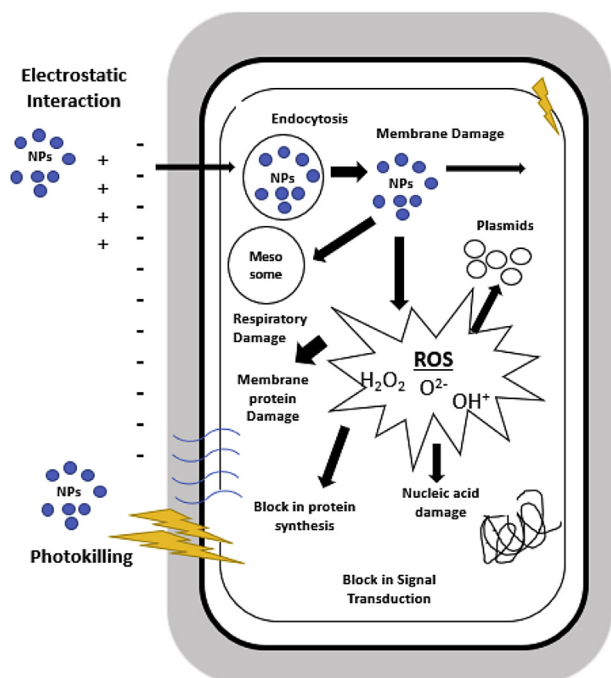 Electrostatic
Interaction
NPs
+
+
+
+
-
-
-
-
-
-
-
-
-
-
-
Endocytosis
NPs
Membrane Damage
NPs
Meso
some
Plasmids
Respiratory
Damage
ROS
H₂O₂
O²⁻
OH⁺
Membrane
protein
Damage
Block in protein
synthesis
Nucleic acid
damage
NPs
Photokilling
Block in Signal
Transduction